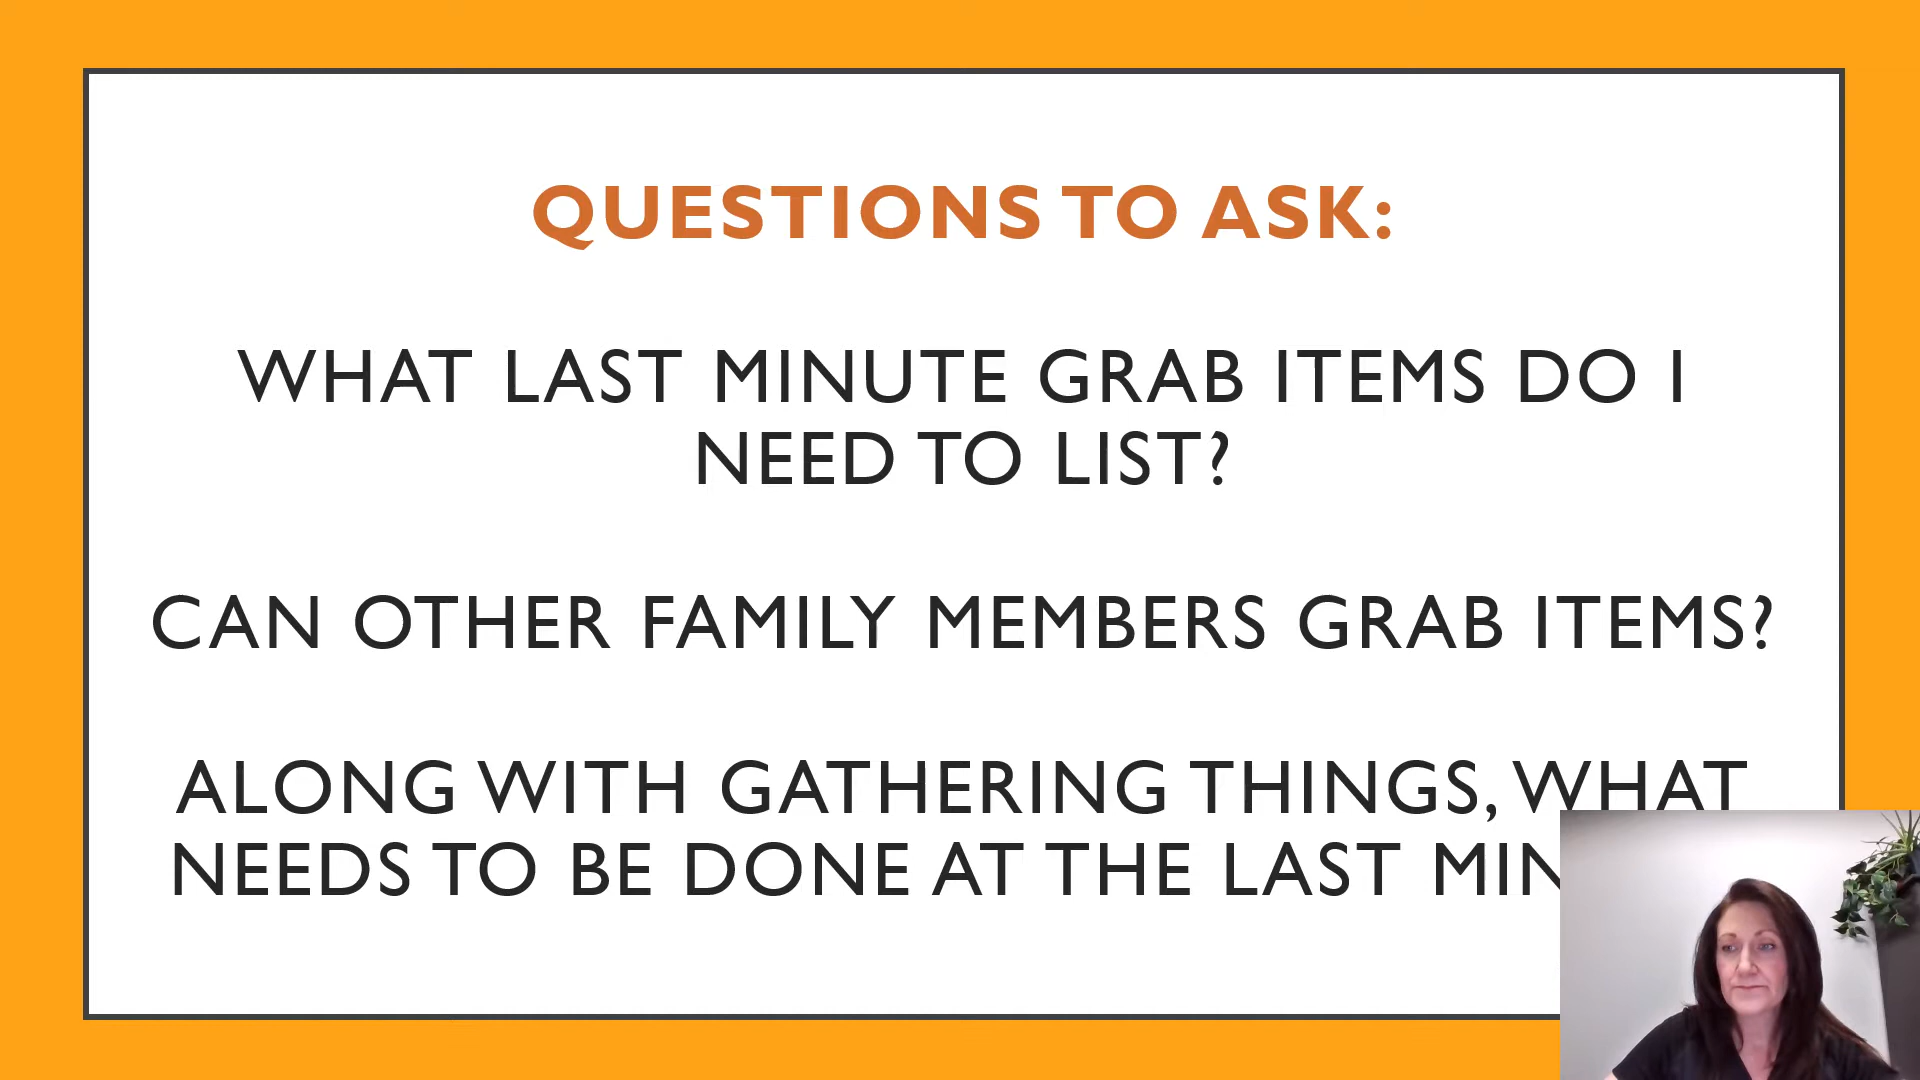 QUESTIONS TO ASK:
WHAT LAST MINUTE GRAB ITEMS DO I
NEED TO LIST?
CAN OTHER FAMILY MEMBERS GRAB ITEMS?
ALONG WITH GATHERING THINGS, WHAT
NEEDS TO BE DONE AT THE LAST